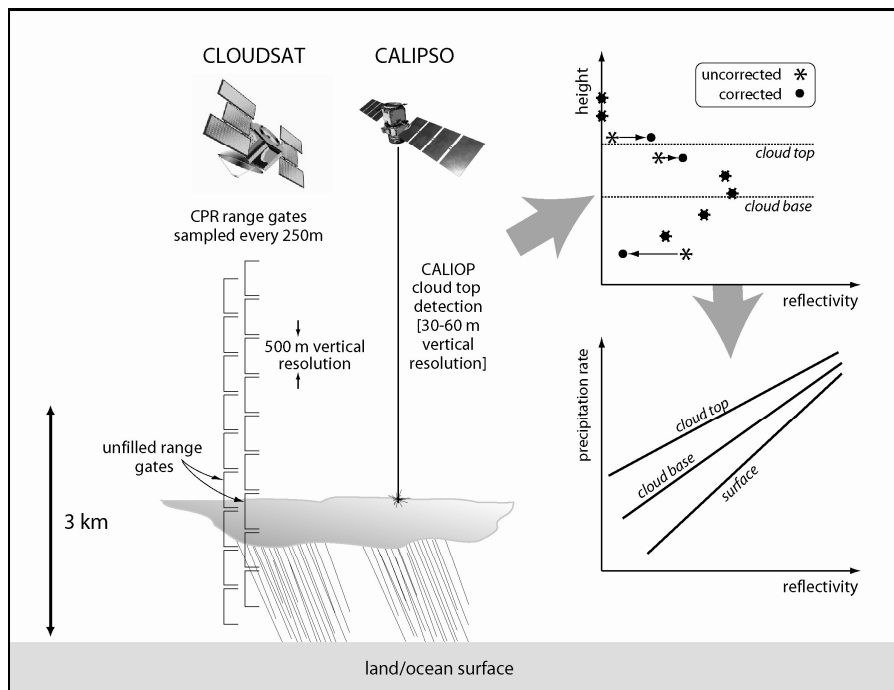 CLOUDSAT
CALIPSO
CPR range gates
sampled every 250m
CALIOP
cloud top
detection
[30-60 m
vertical
resolution]
500 m vertical
resolution
unfilled range
gates
3 km
land/ocean surface
height
uncorrected
corrected
cloud top
cloud base
reflectivity
precipitation rate
cloud top
cloud base
surface
reflectivity